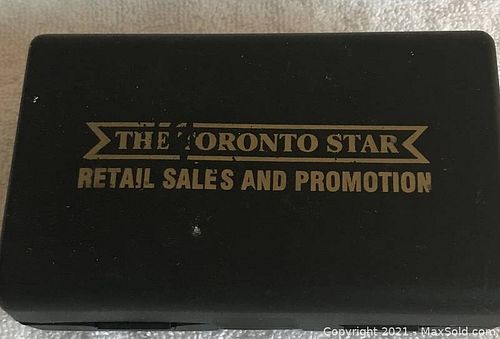 THE TORONTO STAR
RETAIL SALES AND PROMOTION
Copyright 2021 - MaxSold.com